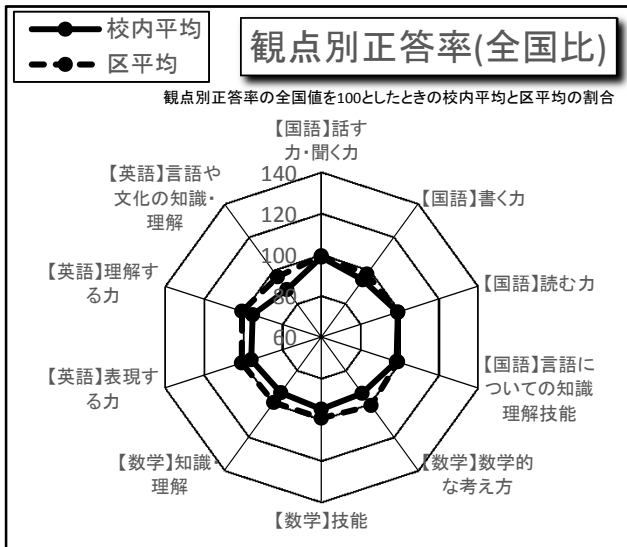 校内平均
区平均
観点別正答率(全国比)
観点別正答率の全国値を100としたときの校内平均と区平均の割合
【国語】話す
力・聞く力
【国語】書く力
【国語】読む力
【国語】言語に
ついての知識
理解技能
【数学】数学的
な考え方
【数学】技能
【数学】知識・
理解
【英語】表現す
る力
【英語】理解す
る力
【英語】言語や
文化の知識・
理解
140
120
100
80
60